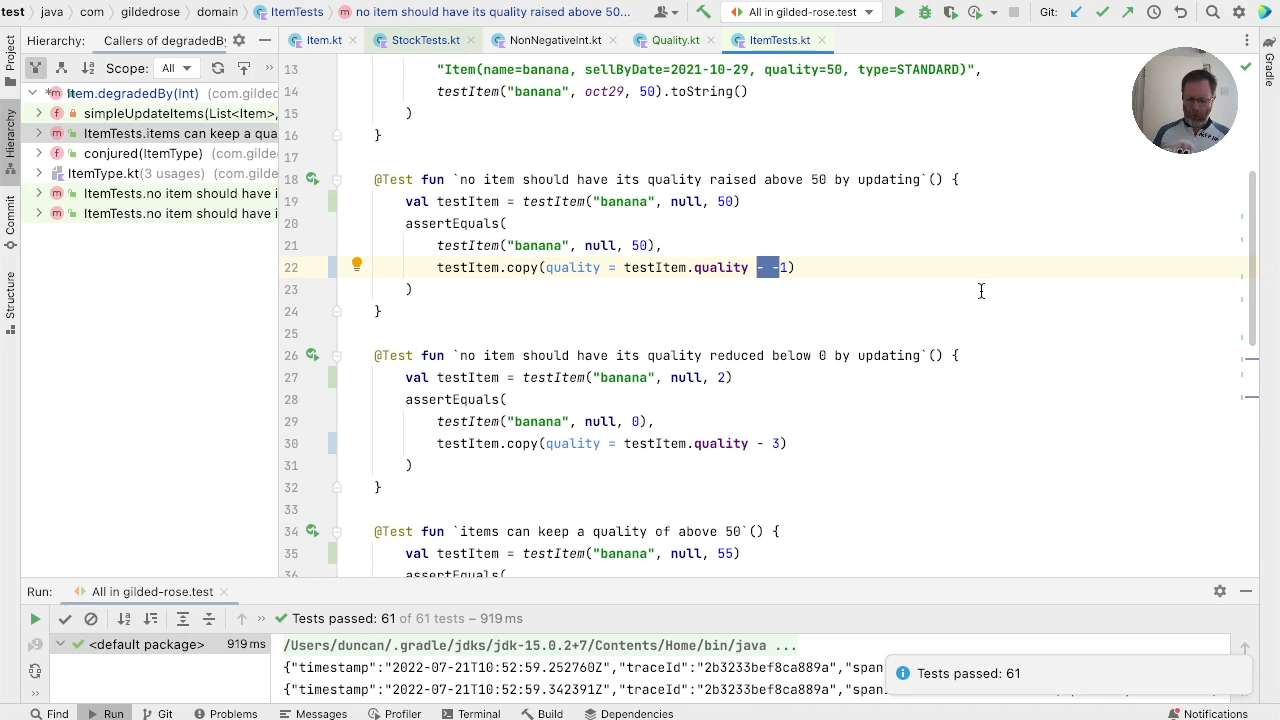 test
java
com
gildedrose
domain
ItemTests
no item should have its quality raised above 50...
All in gilded-rose.test
Git:
Hierarchy:
Callers of degradedBy
Item.kt
StockTests.kt
NonNegativeInt.kt
Quality.kt
ItemTests.kt
Scope:
All
Item.degradedBy(Int) (com.gilded
simpleUpdateItems(List<Item>,
ItemTests.items can keep a qua
conjured(ItemType) (com.gilde
ItemType.kt(3 usages) (com.gilde
ItemTests.no item should have i
ItemTests.no item should have i
Project
Hierarchy
Commit
Structure
Gradle
13 "Item(name=banana, sellByDate=2021-10-29, quality=50, type=STANDARD)",
14 testItem("banana", oct29, 50).toString()
15 )
16 }
17
18 @Test fun `no item should have its quality raised above 50 by updating`() {
19 val testItem = testItem("banana", null, 50)
20 assertEquals(
21 testItem("banana", null, 50),
22 testItem.copy(quality = testItem.quality - -1)
23 )
24 }
25
26 @Test fun `no item should have its quality reduced below 0 by updating`() {
27 val testItem = testItem("banana", null, 2)
28 assertEquals(
29 testItem("banana", null, 0),
30 testItem.copy(quality = testItem.quality - 3)
31 )
32 }
33
34 @Test fun `items can keep a quality of above 50`() {
35 val testItem = testItem("banana", null, 55)
36 assertEquals(
Run:
All in gilded-rose.test
Tests passed: 61 of 61 tests – 919 ms
<default package> 919 ms
/Users/duncan/.gradle/jdks/jdk-15.0.2+7/Contents/Home/bin/java ...
{"timestamp":"2022-07-21T10:52:59.252760Z","traceId":"2b3233bef8ca889a","span
{"timestamp":"2022-07-21T10:52:59.342391Z","traceId":"2b3233bef8ca889a","span
Tests passed: 61
Find
Run
Git
Problems
Messages
Profiler
Terminal
Build
Dependencies
Notifications